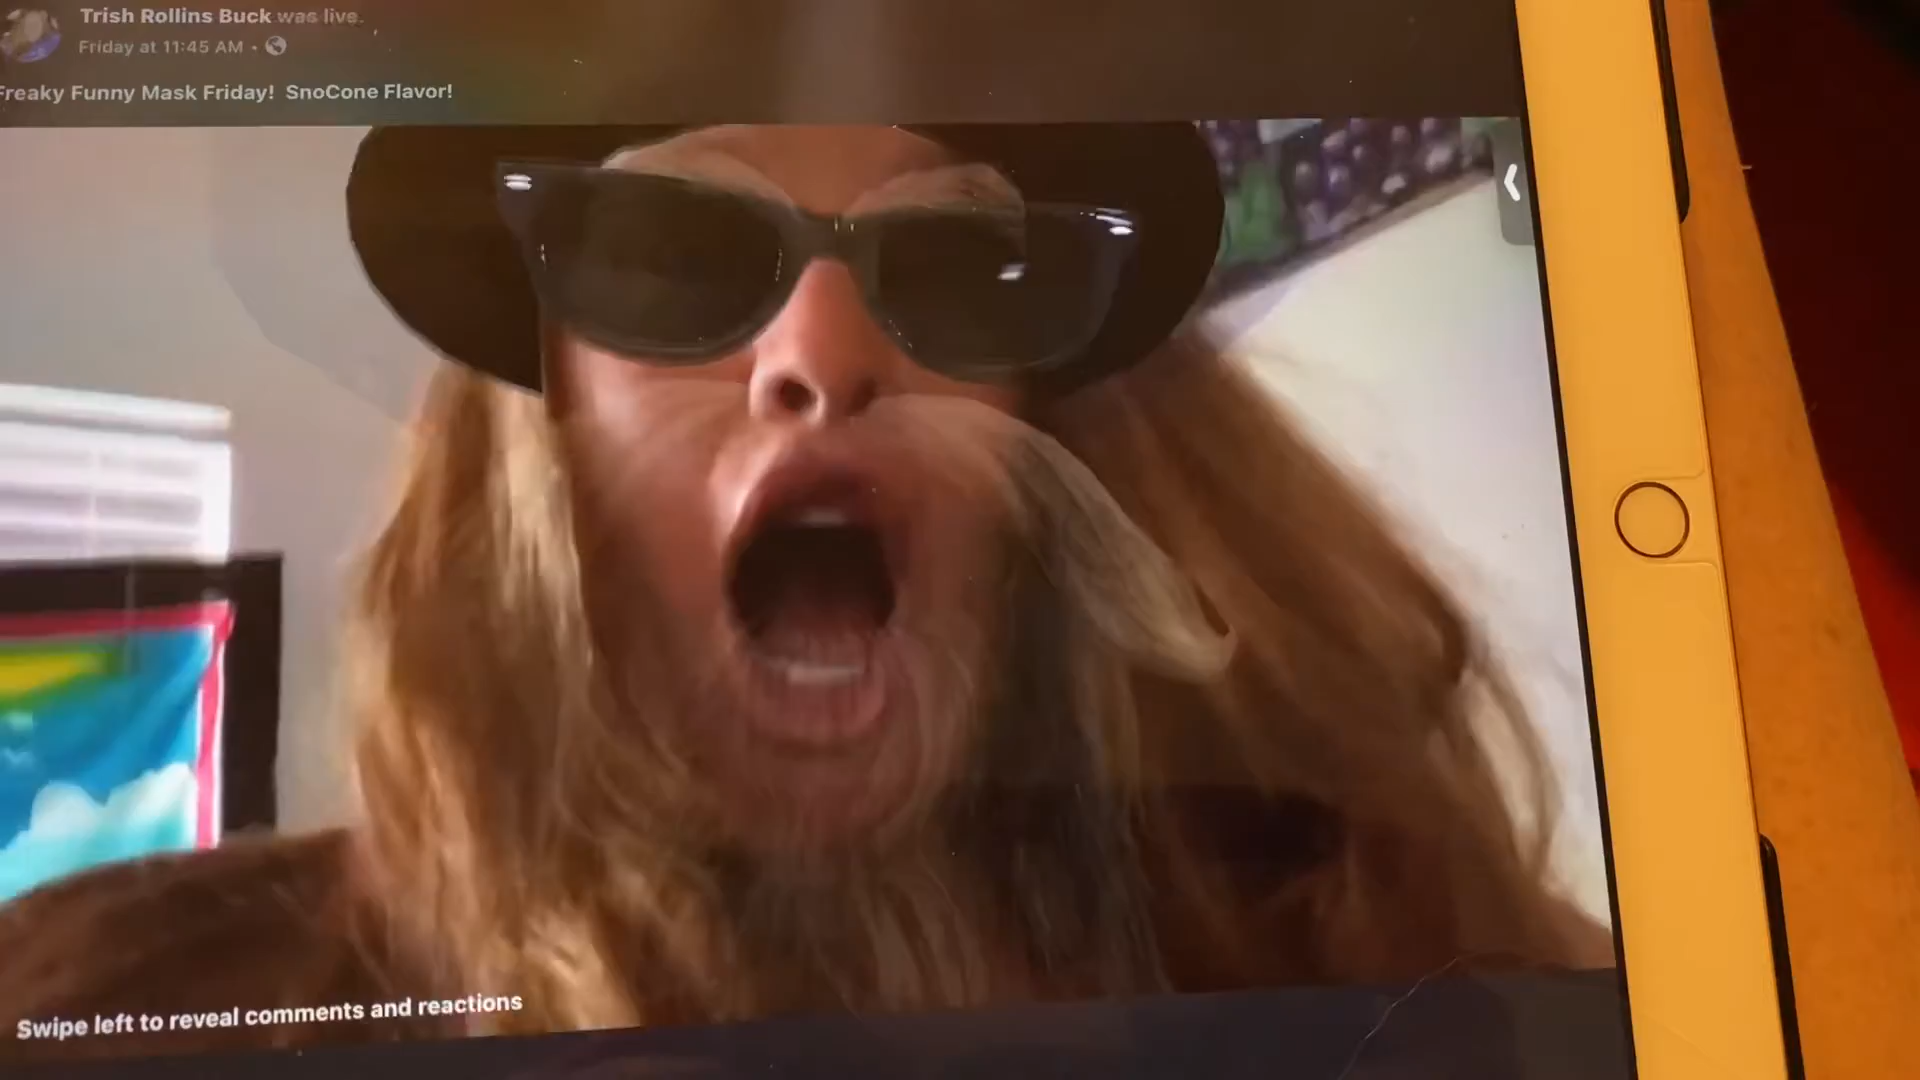 Trish Rollins Buck was live.
Friday at 11:45 AM
Freaky Funny Mask Friday! SnoCone Flavor!
Swipe left to reveal comments and reactions